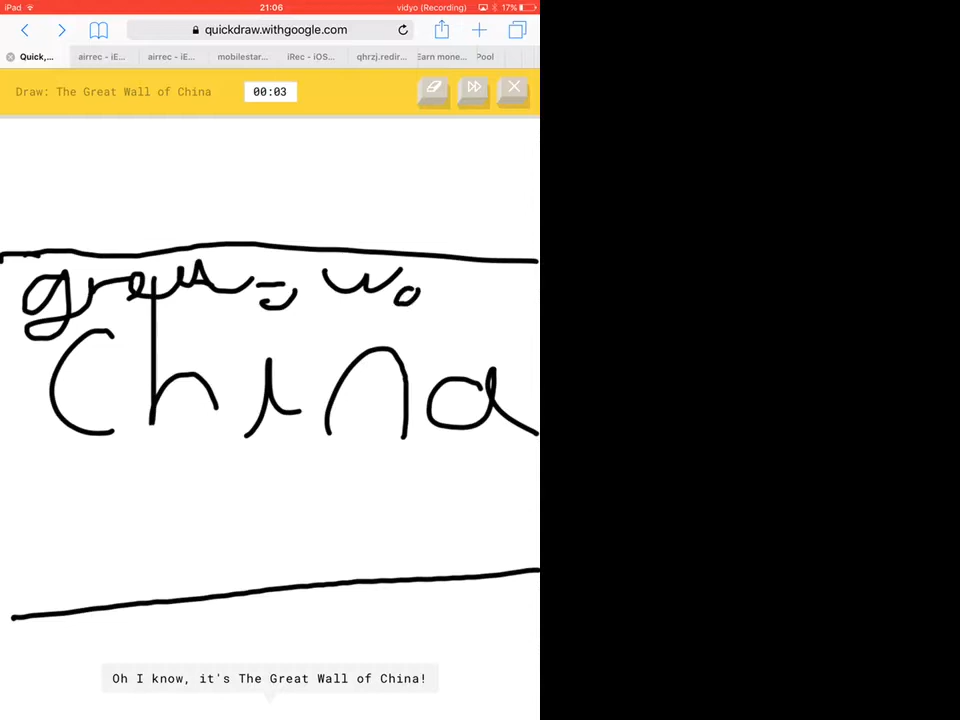 iPad 21:06 vidyo (Recording) 17%
quickdraw.withgoogle.com
Quick,... airrec - iE... airrec - iE... mobilestar... iRec - iOS... qhrzj.redir... Earn mone... Pool
Draw: The Great Wall of China 00:03
China
Oh I know, it's The Great Wall of China!